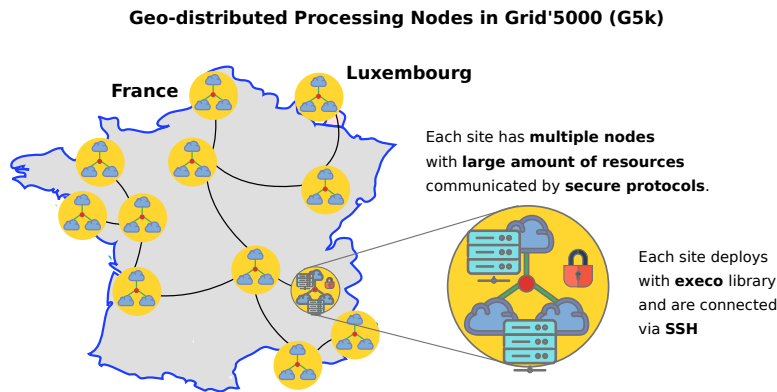 Geo-distributed Processing Nodes in Grid'5000 (G5k)
Luxembourg
France
Each site has multiple nodes
with large amount of resources
communicated by secure protocols.
Each site deploys
with execo library
and are connected
via SSH